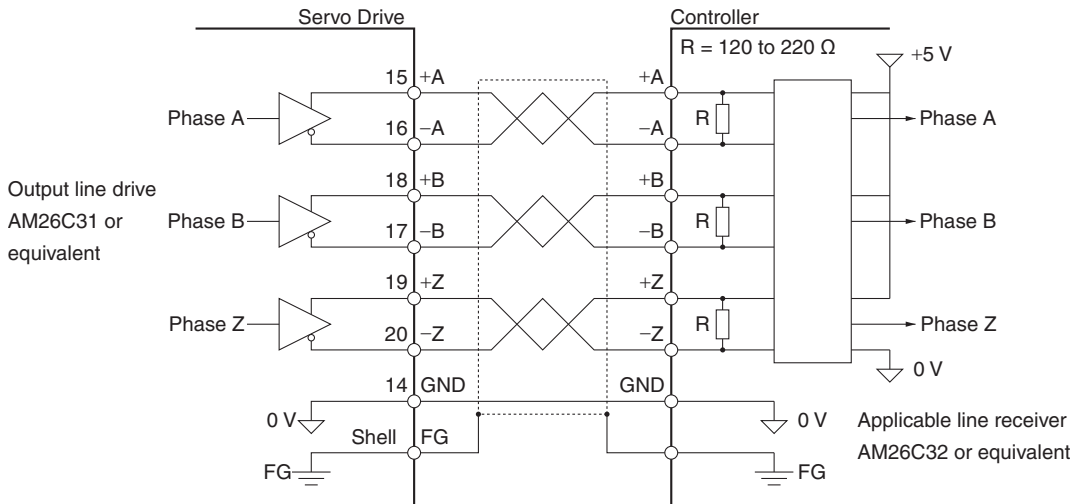 Servo Drive
Controller
R = 120 to 220 Ω
+5 V
15 +A
+A
Phase A
R
Phase A
16 −A
−A
18 +B
+B
Output line drive
AM26C31 or
equivalent
Phase B
R
Phase B
17 −B
−B
19 +Z
+Z
Phase Z
R
Phase Z
20 −Z
−Z
0 V
14 GND
GND
0 V
0 V
Applicable line receiver
AM26C32 or equivalent
Shell FG
FG
FG